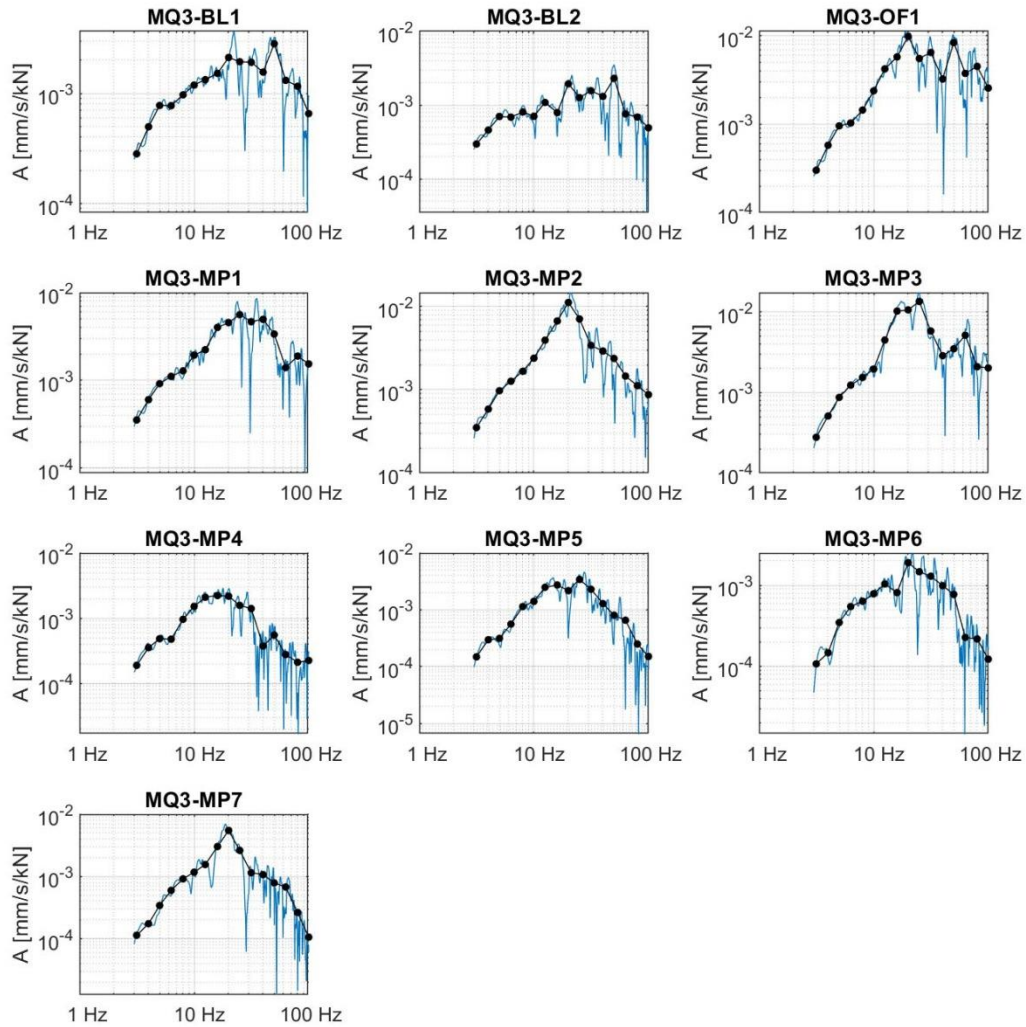 MQ3-BL1
A [mm/s/kN]
10^-3
10^-4
1 Hz 10 Hz 100 Hz
MQ3-BL2
A [mm/s/kN]
10^-2
10^-3
10^-4
1 Hz 10 Hz 100 Hz
MQ3-OF1
A [mm/s/kN]
10^-2
10^-3
10^-4
1 Hz 10 Hz 100 Hz
MQ3-MP1
A [mm/s/kN]
10^-2
10^-3
10^-4
1 Hz 10 Hz 100 Hz
MQ3-MP2
A [mm/s/kN]
10^-2
10^-3
10^-4
1 Hz 10 Hz 100 Hz
MQ3-MP3
A [mm/s/kN]
10^-2
10^-3
10^-4
1 Hz 10 Hz 100 Hz
MQ3-MP4
A [mm/s/kN]
10^-2
10^-3
10^-4
1 Hz 10 Hz 100 Hz
MQ3-MP5
A [mm/s/kN]
10^-2
10^-3
10^-4
10^-5
1 Hz 10 Hz 100 Hz
MQ3-MP6
A [mm/s/kN]
10^-3
10^-4
1 Hz 10 Hz 100 Hz
MQ3-MP7
A [mm/s/kN]
10^-2
10^-3
10^-4
1 Hz 10 Hz 100 Hz